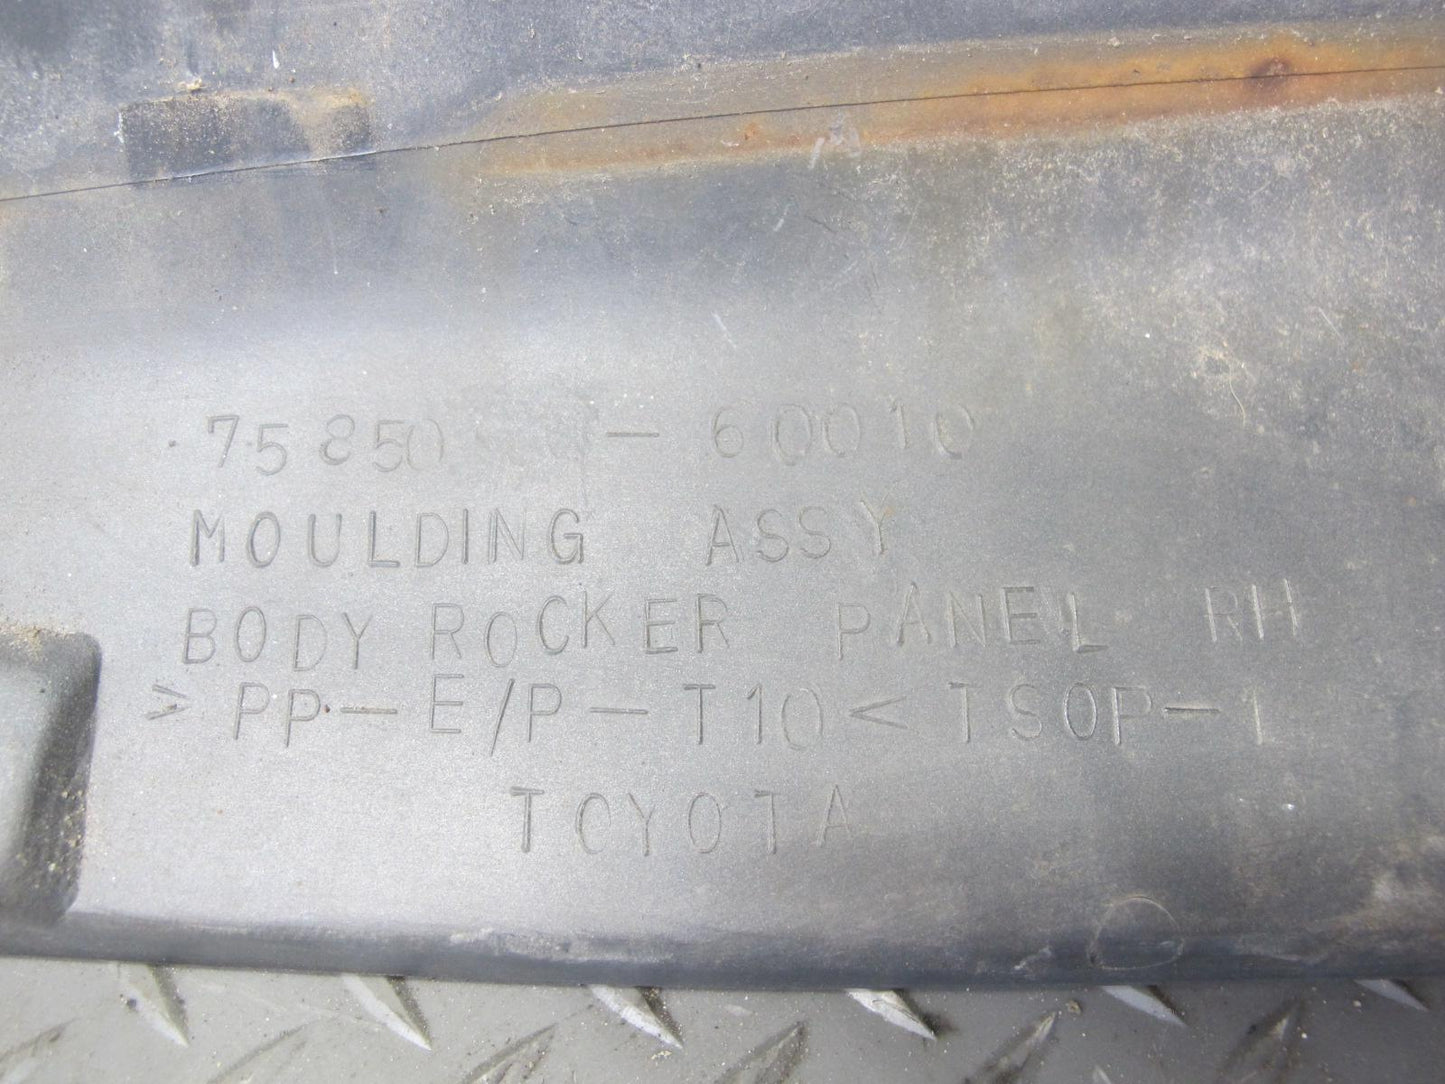 75850 - 60010
MOULDING ASSY
BODY ROCKER PANEL RH
>PP-E/P-T10< TSOP-1
TOYOTA